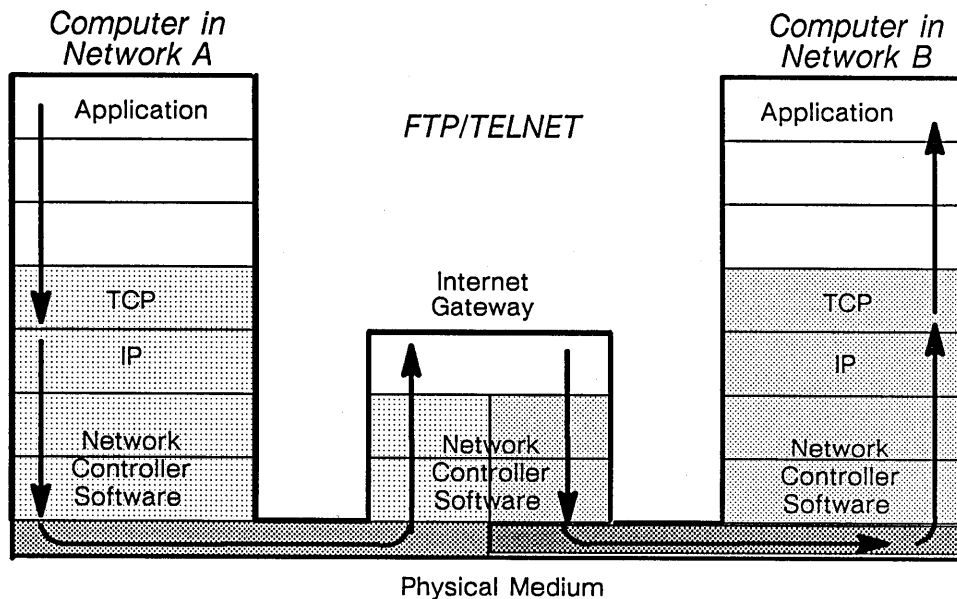 Computer in
Network A
Computer in
Network B
Application
FTP/TELNET
Application
TCP
Internet
Gateway
TCP
IP
IP
Network
Controller
Software
Network
Controller
Software
Network
Controller
Software
Physical Medium